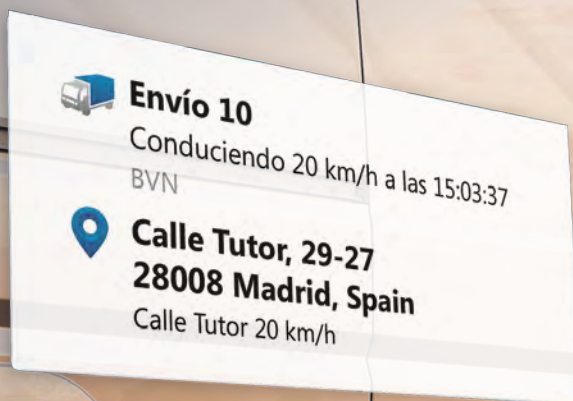 Envío 10
Conduciendo 20 km/h a las 15:03:37
BVN
Calle Tutor, 29-27
28008 Madrid, Spain
Calle Tutor 20 km/h